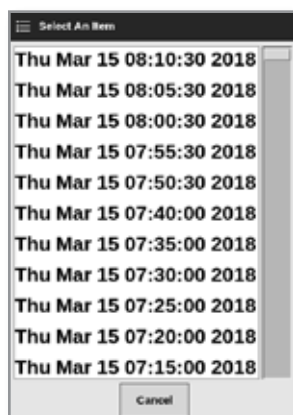 Select An Item
Thu Mar 15 08:10:30 2018
Thu Mar 15 08:05:30 2018
Thu Mar 15 08:00:30 2018
Thu Mar 15 07:55:30 2018
Thu Mar 15 07:50:30 2018
Thu Mar 15 07:40:00 2018
Thu Mar 15 07:35:00 2018
Thu Mar 15 07:30:00 2018
Thu Mar 15 07:25:00 2018
Thu Mar 15 07:20:00 2018
Thu Mar 15 07:15:00 2018
Cancel